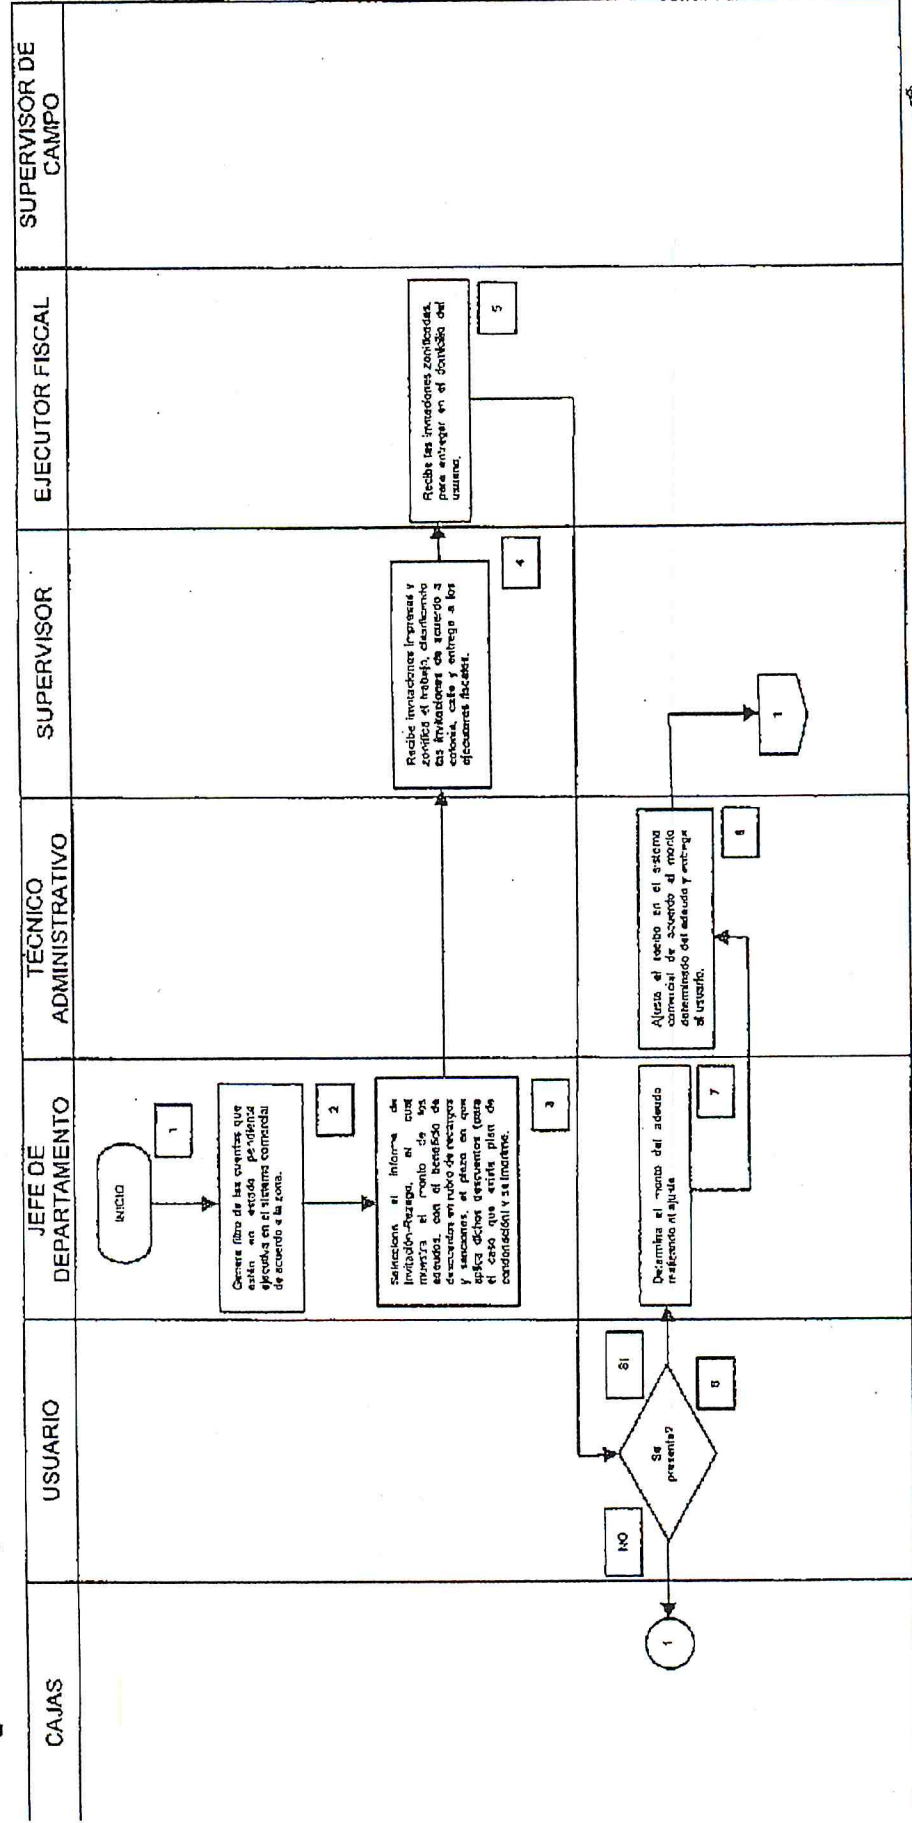 CAJAS
USUARIO
JEFE DE
DEPARTAMENTO
TÉCNICO
ADMINISTRATIVO
SUPERVISOR
EJECUTOR FISCAL
SUPERVISOR DE
CAMPO
INICIO
1
Genera filtro de las cuentas que
estén en estado pendiente
ejecutiva en el sistema comercial
de acuerdo a la zona.
2
Selecciona el informe de
Invitación-Rezago, el cual
muestra el monto de los
adeudos, con el beneficio de
descuentos en rubro de recargos
y sanciones, el plazo en que
aplica dichos descuentos (para
el caso que exista plan de
condonación) y se imprime.
3
Recibe invitaciones impresas y
zonifica el trabajo, clasificando
las invitaciones de acuerdo a
colonia, calle y entrega a los
ejecutores fiscales.
4
Recibe las invitaciones zonificadas,
para entregar en el domicilio del
usuario.
5
NO
SI
Se
presenta?
1
Determina el monto del adeudo
realizando el ajuste
7
Ajusta el recibo en el sistema
comercial de acuerdo al monto
determinado del adeudo y entrega
al usuario.
1